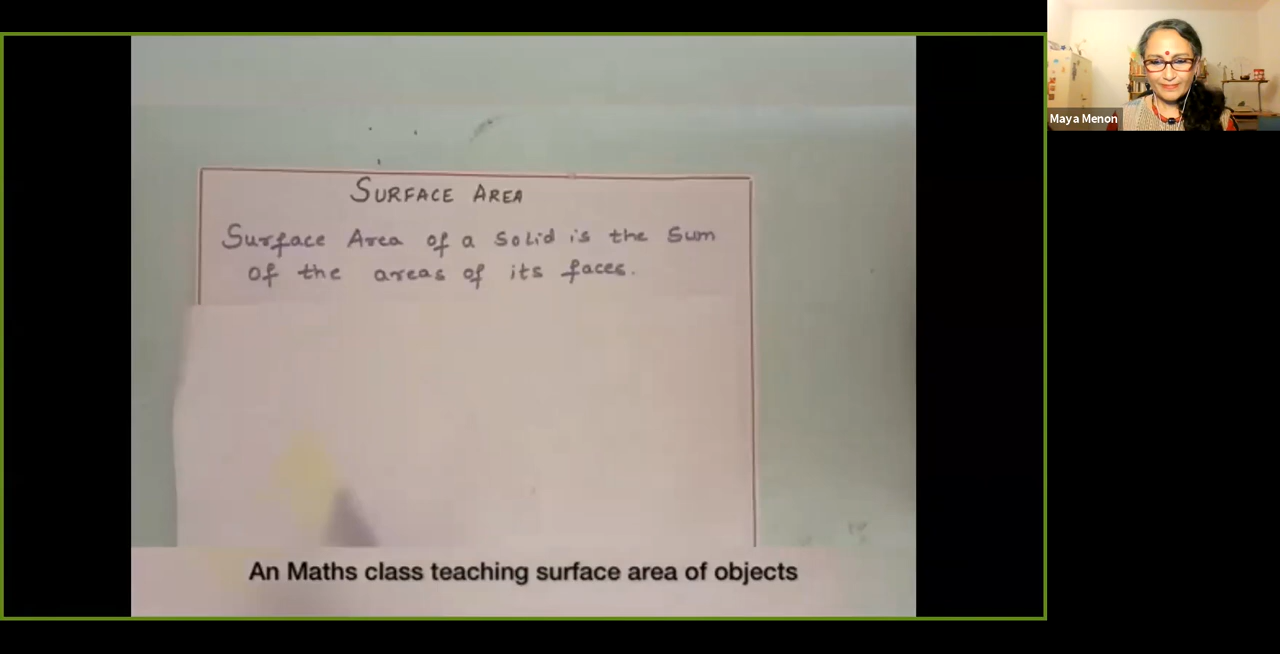 SURFACE AREA
Surface Area of a Solid is the Sum
of the areas of its faces.
An Maths class teaching surface area of objects
Maya Menon